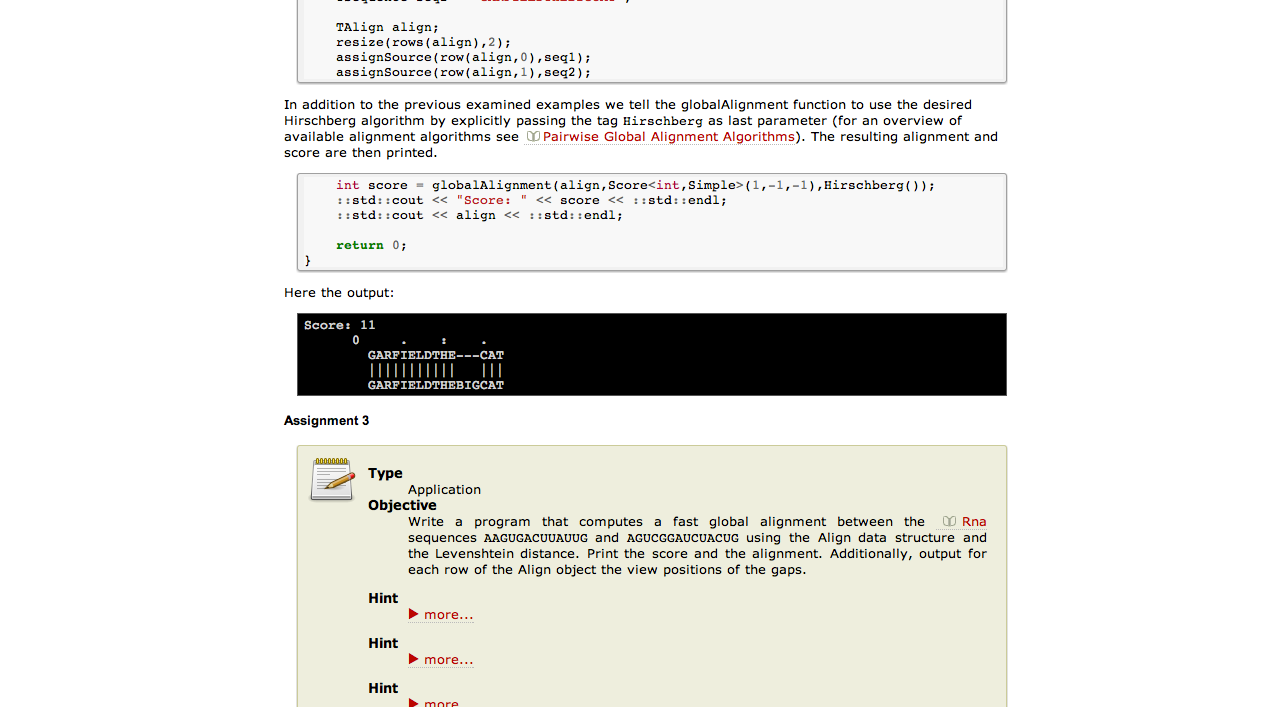 TAlign align;
resize(rows(align),2);
assignSource(row(align,0),seq1);
assignSource(row(align,1),seq2);
In addition to the previous examined examples we tell the globalAlignment function to use the desired
Hirschberg algorithm by explicitly passing the tag Hirschberg as last parameter (for an overview of
available alignment algorithms see Pairwise Global Alignment Algorithms). The resulting alignment and
score are then printed.
int score = globalAlignment(align,Score<int,Simple>(1,-1,-1),Hirschberg());
::std::cout << "Score: " << score << ::std::endl;
::std::cout << align << ::std::endl;
return 0;
}
Here the output:
Score: 11
0     .    :    .
GARFIELDTHE---CAT
|||||||||||   |||
GARFIELDTHEBIGCAT
Assignment 3
Type
Application
Objective
Write a program that computes a fast global alignment between the Rna
sequences AAGUGACUUAUUG and AGUCGGAUCUACUG using the Align data structure and
the Levenshtein distance. Print the score and the alignment. Additionally, output for
each row of the Align object the view positions of the gaps.
Hint
more...
Hint
more...
Hint
more